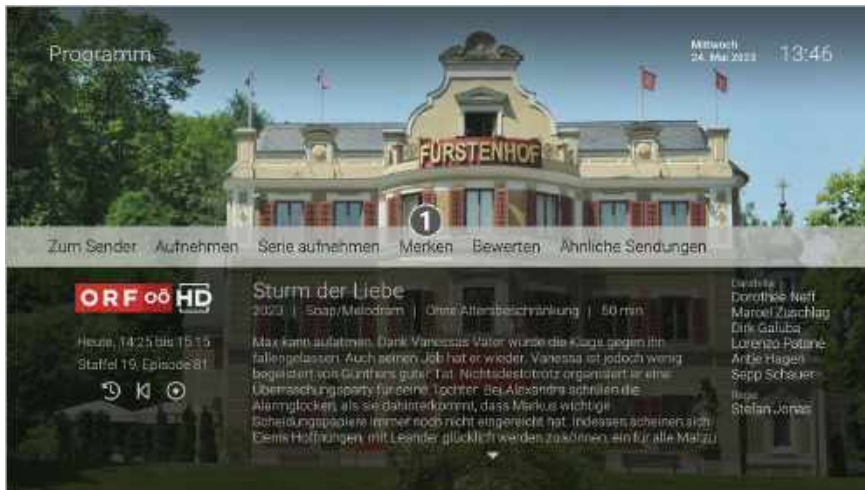 Programm
Mittwoch
24. Mai 2023
13:46
FÜRSTENHOF
1
Zum Sender Aufnehmen Serie aufnehmen Merken Bewerten Ähnliche Sendungen
ORF oö HD
Heute, 14:25 bis 15:15
Staffel 19, Episode 81
Sturm der Liebe
2023 | Soap/Melodram | Ohne Altersbeschränkung | 50 min
Max kann aufatmen. Dank Vanessas Vater wurde die Klage gegen ihn
fallengelassen. Auch seinen Job hat er wieder. Vanessa ist jedoch wenig
begeistert von Günthers guter Tat. Nichtsdestotrotz organisiert er eine
Überraschungsparty für seine Tochter. Bei Alexandra schrillen die
Alarmglocken, als sie dahinterkommt, dass Markus wichtige
Scheidungspapiere immer noch nicht eingereicht hat. Indessen scheinen sich
Hoffnungen, mit Leander glücklich werden zu können, ein für alle Mal zu
Darsteller
Dorothée Neff
Marcel Zuschlag
Dirk Galuba
Lorenzo Patané
Antje Hagen
Sepp Schauer
Regie
Stefan Jonas